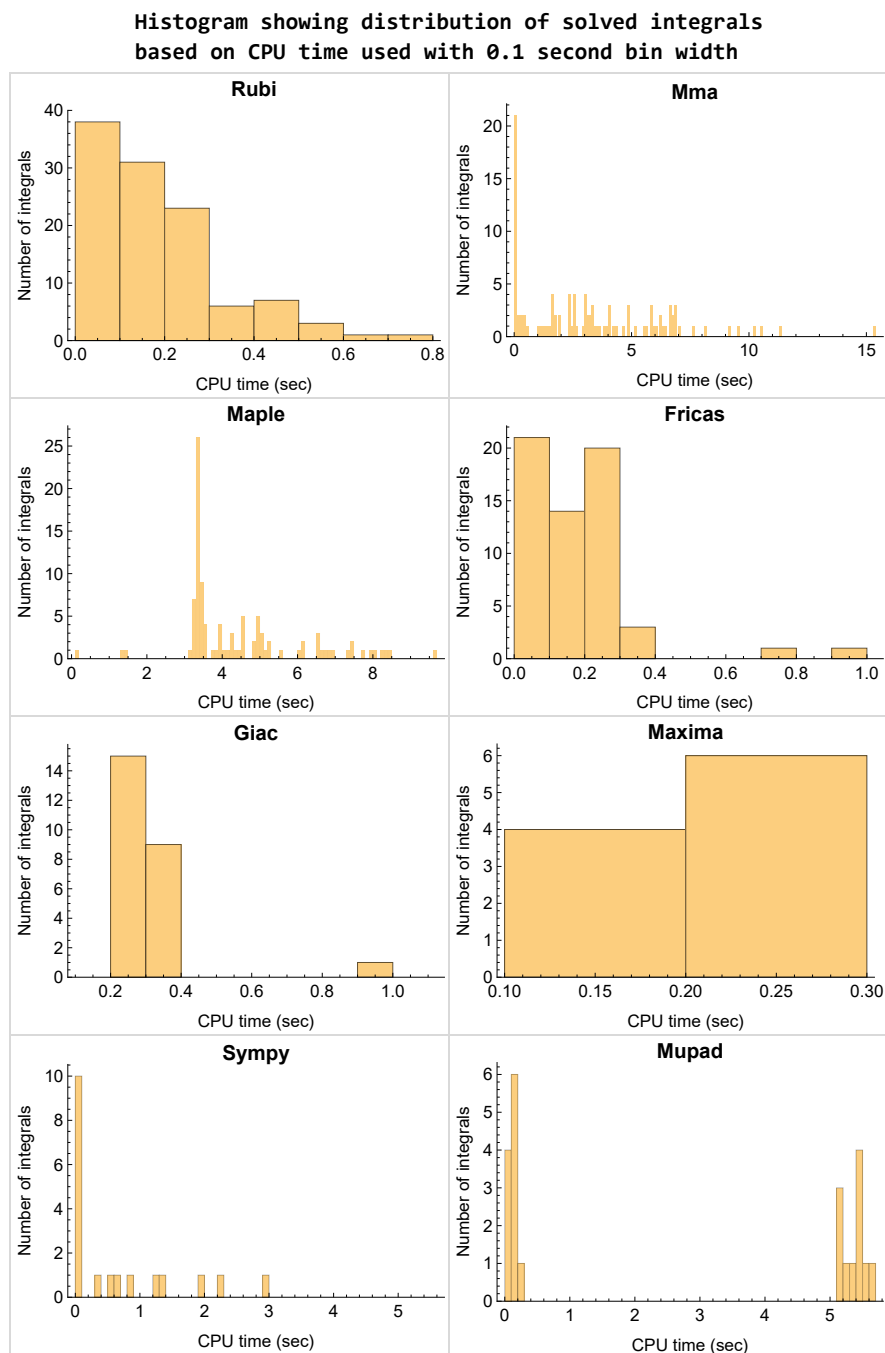 Histogram showing distribution of solved integrals
based on CPU time used with 0.1 second bin width
Rubi
Number of integrals
40
30
20
10
0
0.0 0.2 0.4 0.6 0.8
CPU time (sec)
Mma
Number of integrals
20
15
10
5
0
0 5 10 15
CPU time (sec)
Maple
Number of integrals
25
20
15
10
5
0
0 2 4 6 8
CPU time (sec)
Fricas
Number of integrals
20
15
10
5
0
0.0 0.2 0.4 0.6 0.8 1.0
CPU time (sec)
Giac
Number of integrals
14
12
10
8
6
4
2
0
0.2 0.4 0.6 0.8 1.0
CPU time (sec)
Maxima
Number of integrals
6
5
4
3
2
1
0
0.10 0.15 0.20 0.25 0.30
CPU time (sec)
Sympy
Number of integrals
10
8
6
4
2
0
0 1 2 3 4 5
CPU time (sec)
Mupad
Number of integrals
6
5
4
3
2
1
0
0 1 2 3 4 5
CPU time (sec)